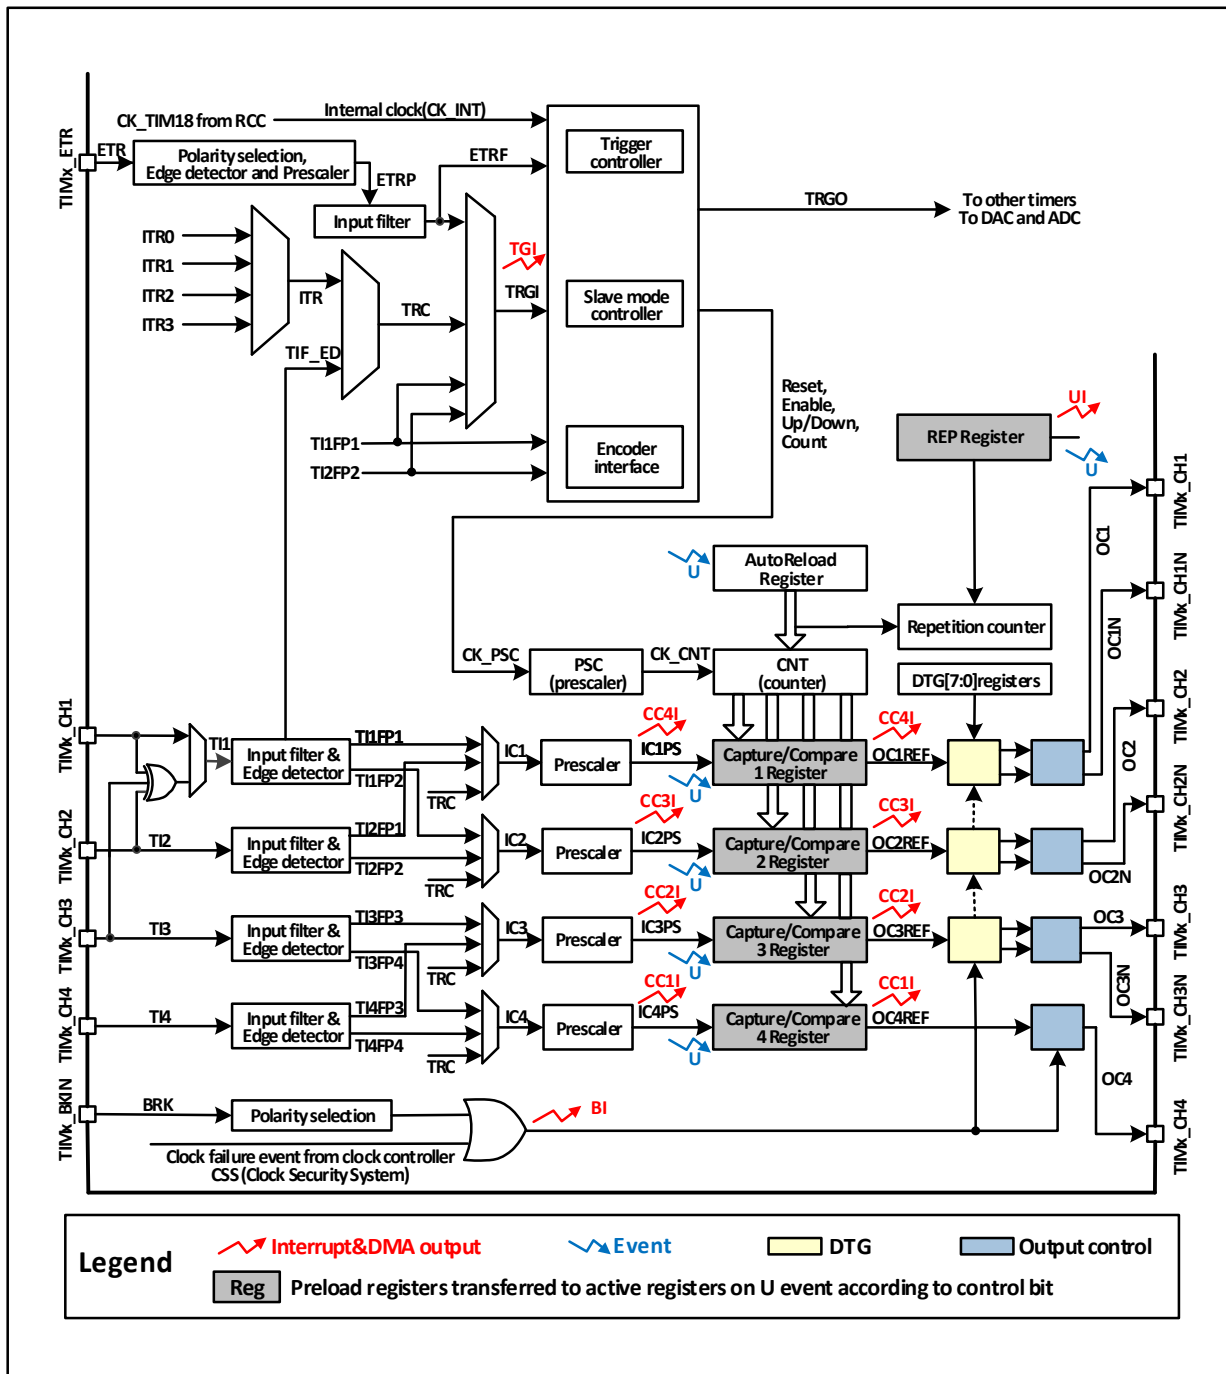 Internal clock(CK_INT)
CK_TIM18 from RCC
TIMx_ETR
ETR
Polarity selection,
Edge detector and Prescaler
ETRP
ETRF
Input filter
Trigger
controller
TRGO
To other timers
To DAC and ADC
ITR0
ITR1
ITR2
ITR3
ITR
TIF_ED
TRC
TGI
TRGI
Slave mode
controller
Reset,
Enable,
Up/Down,
Count
TI1FP1
TI2FP2
Encoder
interface
UI
REP Register
U
TIMx_CH1
OC1
U
AutoReload
Register
TIMx_CH1N
OC1N
Repetition counter
CK_PSC
PSC
(prescaler)
CK_CNT
CNT
(counter)
DTG[7:0]registers
TIMx_CH2
OC2
TIMx_CH1
TI1
Input filter &
Edge detector
TI1FP1
TI1FP2
TRC
IC1
Prescaler
CC4I
IC1PS
U
Capture/Compare
1 Register
CC4I
OC1REF
TIMx_CH2N
TIMx_CH2
TI2
Input filter &
Edge detector
TI2FP1
TI2FP2
TRC
IC2
Prescaler
CC3I
IC2PS
U
Capture/Compare
2 Register
CC3I
OC2REF
OC2N
TIMx_CH3
TI3
Input filter &
Edge detector
TI3FP3
TI3FP4
TRC
IC3
Prescaler
CC2I
IC3PS
U
Capture/Compare
3 Register
CC2I
OC3REF
OC3
TIMx_CH3
OC3N
TIMx_CH3N
TIMx_CH4
TI4
Input filter &
Edge detector
TI4FP3
TI4FP4
TRC
IC4
Prescaler
CC1I
IC4PS
U
Capture/Compare
4 Register
CC1I
OC4REF
OC4
TIMx_CH4
TIMx_BKIN
BRK
Polarity selection
BI
Clock failure event from clock controller
CSS (Clock Security System)
Legend
Interrupt&DMA output
Event
DTG
Output control
Reg
Preload registers transferred to active registers on U event according to control bit